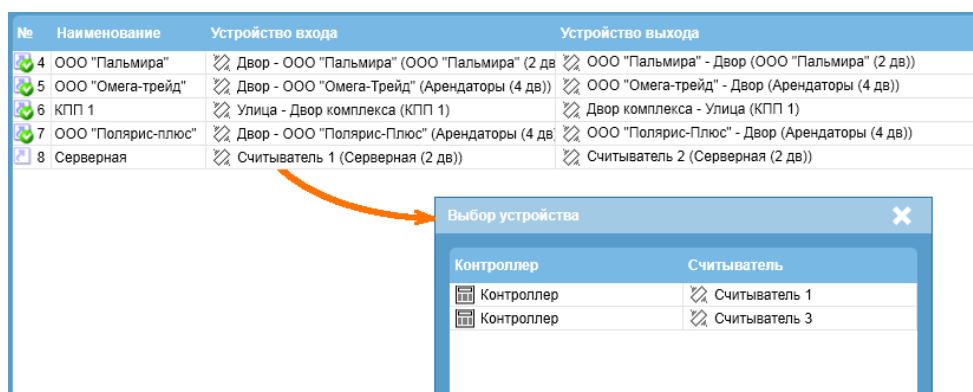 № Наименование Устройство входа Устройство выхода
4 ООО "Пальмира" Двор - ООО "Пальмира" (ООО "Пальмира" (2 дв ООО "Пальмира" - Двор (ООО "Пальмира" (2 дв))
5 ООО "Омега-трейд" Двор - ООО "Омега-Трейд" (Арендаторы (4 дв)) ООО "Омега-трейд" - Двор (Арендаторы (4 дв))
6 КПП 1 Улица - Двор комплекса (КПП 1) Двор комплекса - Улица (КПП 1)
7 ООО "Полярис-плюс" Двор - ООО "Полярис-Плюс" (Арендаторы (4 дв ООО "Полярис-Плюс" - Двор (Арендаторы (4 дв))
8 Серверная Считыватель 1 (Серверная (2 дв)) Считыватель 2 (Серверная (2 дв))
Выбор устройства
Контроллер Считыватель
Контроллер Считыватель 1
Контроллер Считыватель 3